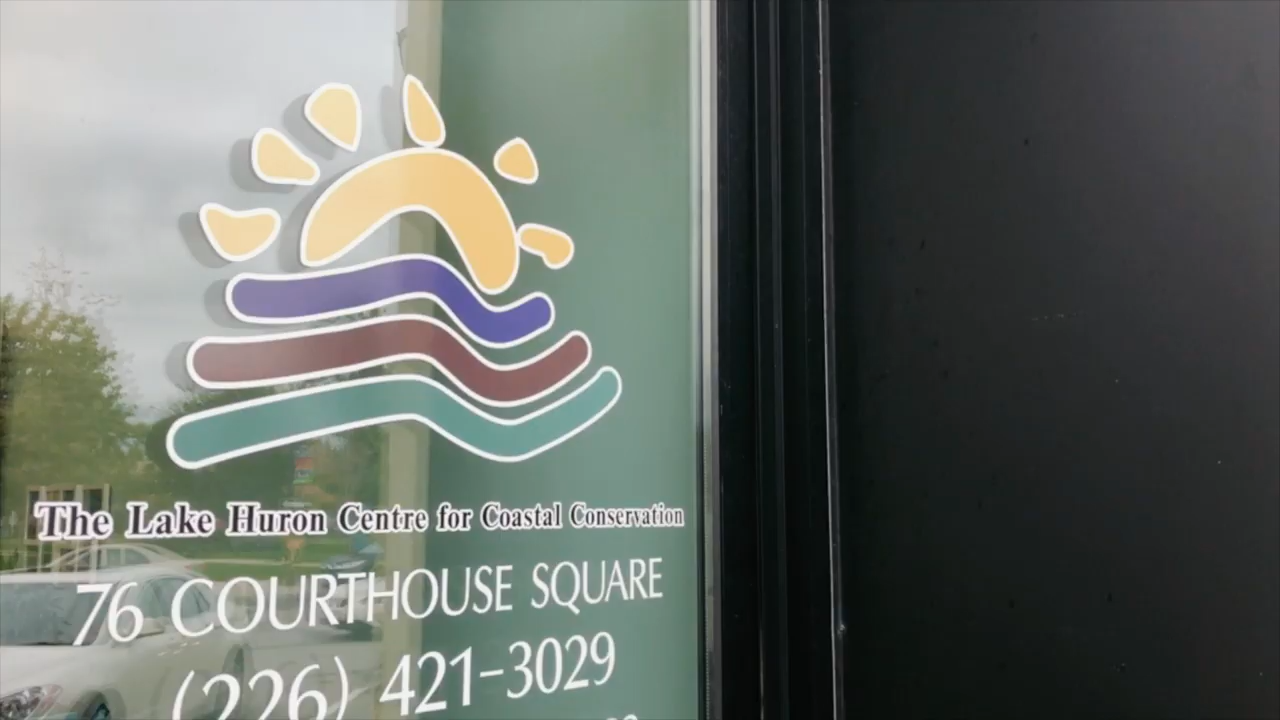 The Lake Huron Centre for Coastal Conservation
76 COURTHOUSE SQUARE
(226) 421-3029